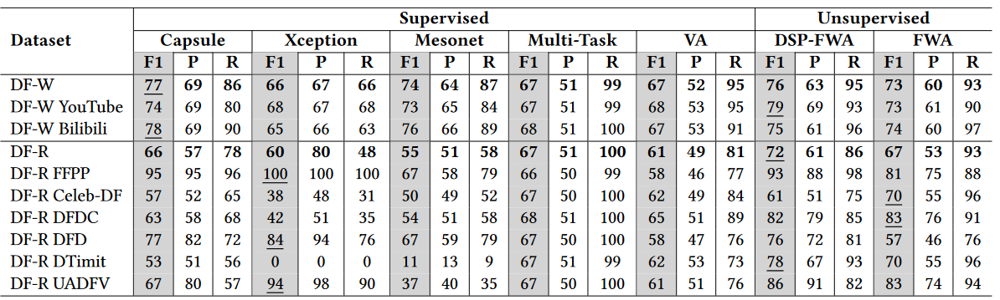 Dataset Supervised Unsupervised
Capsule Xception Mesonet Multi-Task VA DSP-FWA FWA
F1 P R F1 P R F1 P R F1 P R F1 P R F1 P R F1 P R
DF-W 77 69 86 66 67 66 74 64 87 67 51 99 67 52 95 76 63 95 73 60 93
DF-W YouTube 74 69 80 68 67 68 73 65 84 67 51 99 68 53 95 79 69 93 73 61 90
DF-W Bilibili 78 69 90 65 66 63 76 66 89 68 51 100 67 53 91 75 61 96 74 60 97
DF-R 66 57 78 60 80 48 55 51 58 67 51 100 61 49 81 72 61 86 67 53 93
DF-R FFPP 95 95 96 100 100 100 67 58 79 66 50 99 58 46 77 93 88 98 81 75 88
DF-R Celeb-DF 57 52 65 38 48 31 50 49 52 67 50 100 62 49 84 61 51 75 70 55 96
DF-R DFDC 63 58 68 42 51 35 54 51 58 68 51 100 65 51 89 82 79 85 83 76 91
DF-R DFD 77 82 72 84 94 76 67 59 79 67 50 100 58 47 76 76 72 81 57 46 76
DF-R DTimit 53 51 56 0 0 0 11 13 9 67 51 99 62 53 73 78 67 93 70 55 96
DF-R UADFV 67 80 57 94 98 90 37 40 35 67 50 100 61 51 76 86 91 82 83 74 94